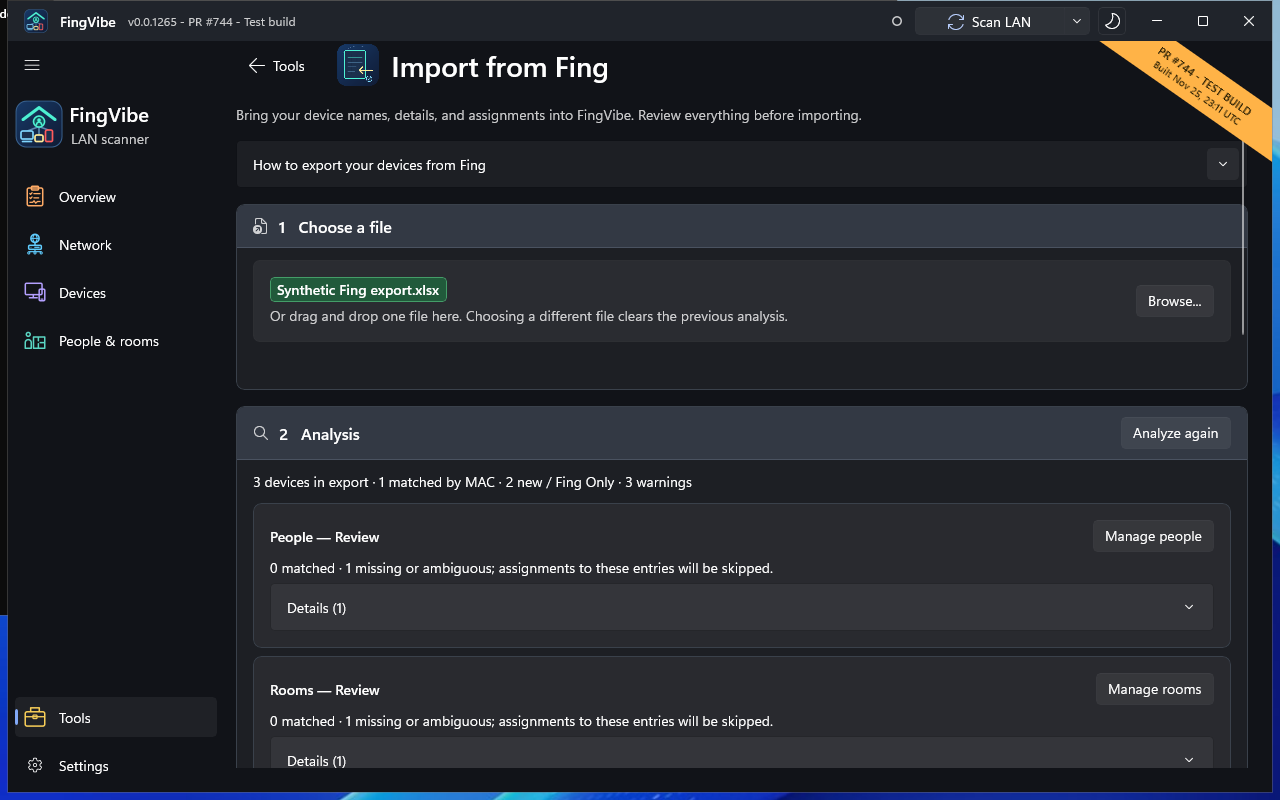 FingVibe v0.0.1265 - PR #744 - Test build
Scan LAN
Tools
Import from Fing
PR #744 - TEST BUILD
Built Nov 25, 23:11 UTC
FingVibe
LAN scanner
Overview
Network
Devices
People & rooms
Tools
Settings
Bring your device names, details, and assignments into FingVibe. Review everything before importing.
How to export your devices from Fing
1 Choose a file
Synthetic Fing export.xlsx
Or drag and drop one file here. Choosing a different file clears the previous analysis.
Browse...
2 Analysis
Analyze again
3 devices in export · 1 matched by MAC · 2 new / Fing Only · 3 warnings
People — Review
Manage people
0 matched · 1 missing or ambiguous; assignments to these entries will be skipped.
Details (1)
Rooms — Review
Manage rooms
0 matched · 1 missing or ambiguous; assignments to these entries will be skipped.
Details (1)